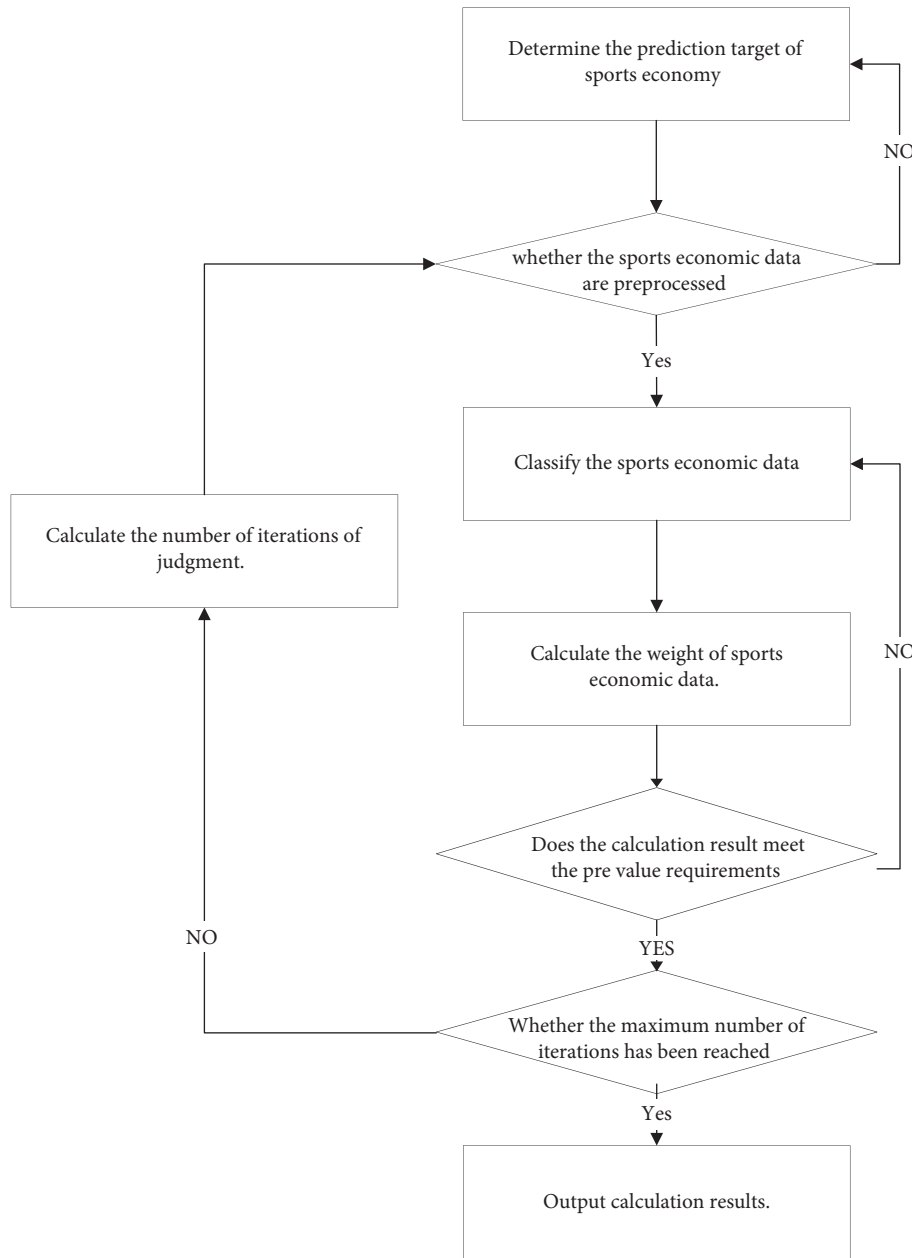 Determine the prediction target of
sports economy
NO
whether the sports economic data
are preprocessed
Yes
Classify the sports economic data
Calculate the number of iterations of
judgment.
Calculate the weight of sports
economic data.
NO
Does the calculation result meet
the pre value requirements
NO
YES
Whether the maximum number of
iterations has been reached
Yes
Output calculation results.